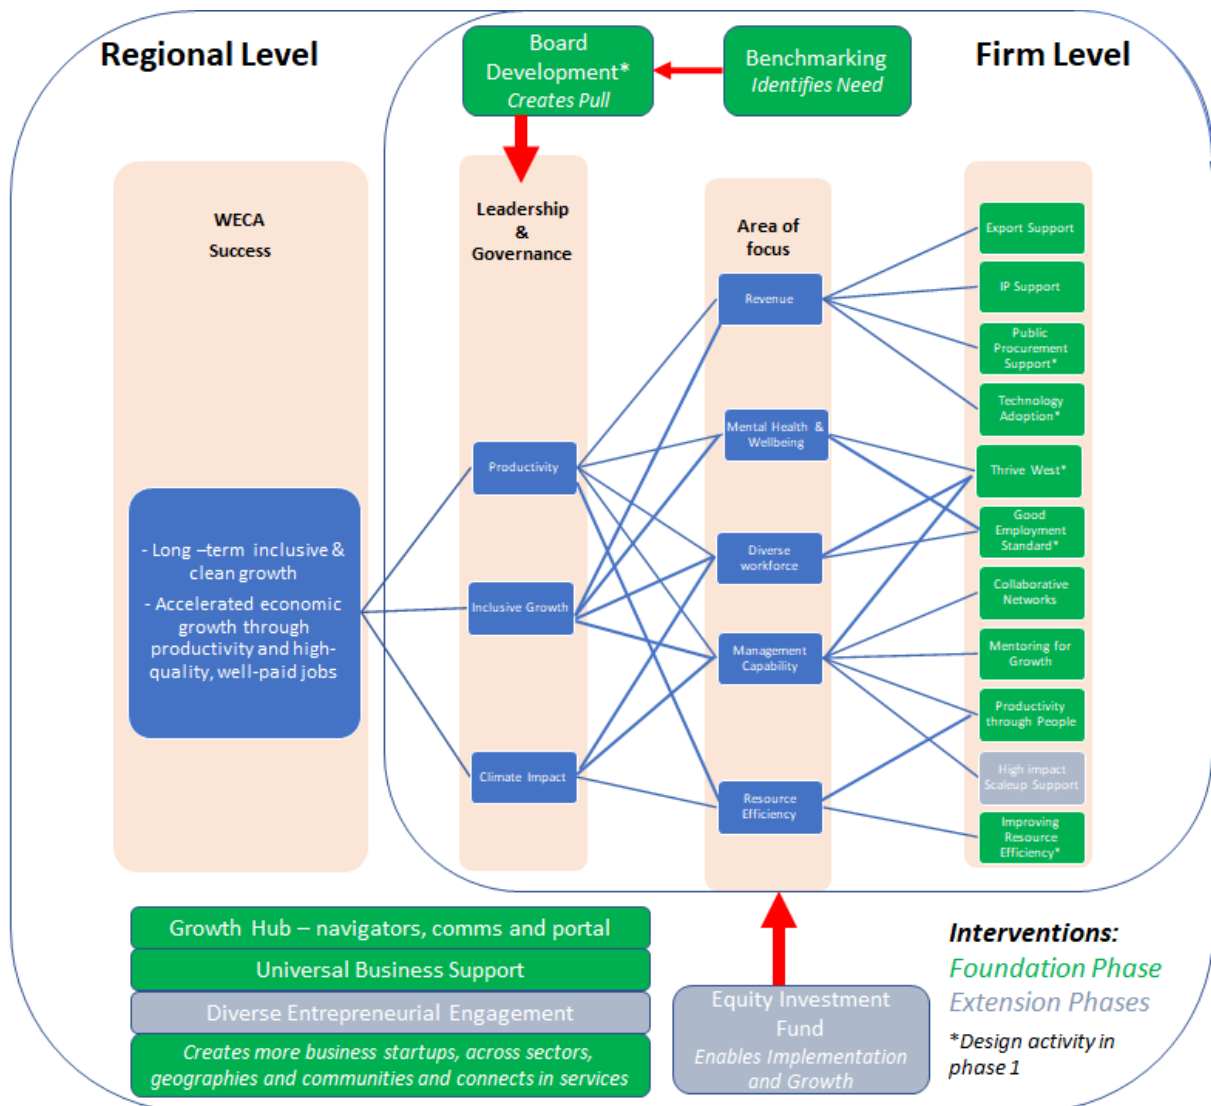 Regional Level
Firm Level
Board
Development*
Creates Pull
Benchmarking
Identifies Need
WECA
Success
- Long –term inclusive &
clean growth
- Accelerated economic
growth through
productivity and high-
quality, well-paid jobs
Leadership
&
Governance
Productivity
Inclusive Growth
Climate Impact
Area of
focus
Revenue
Mental Health &
Wellbeing
Diverse
workforce
Management
Capability
Resource
Efficiency
Export Support
IP Support
Public
Procurement
Support*
Technology
Adoption*
Thrive West*
Good
Employment
Standard*
Collaborative
Networks
Mentoring for
Growth
Productivity
through People
High impact
Scaleup Support
Improving
Resource
Efficiency*
Growth Hub – navigators, comms and portal
Universal Business Support
Diverse Entrepreneurial Engagement
Creates more business startups, across sectors,
geographies and communities and connects in services
Equity Investment
Fund
Enables Implementation
and Growth
Interventions:
Foundation Phase
Extension Phases
*Design activity in
phase 1